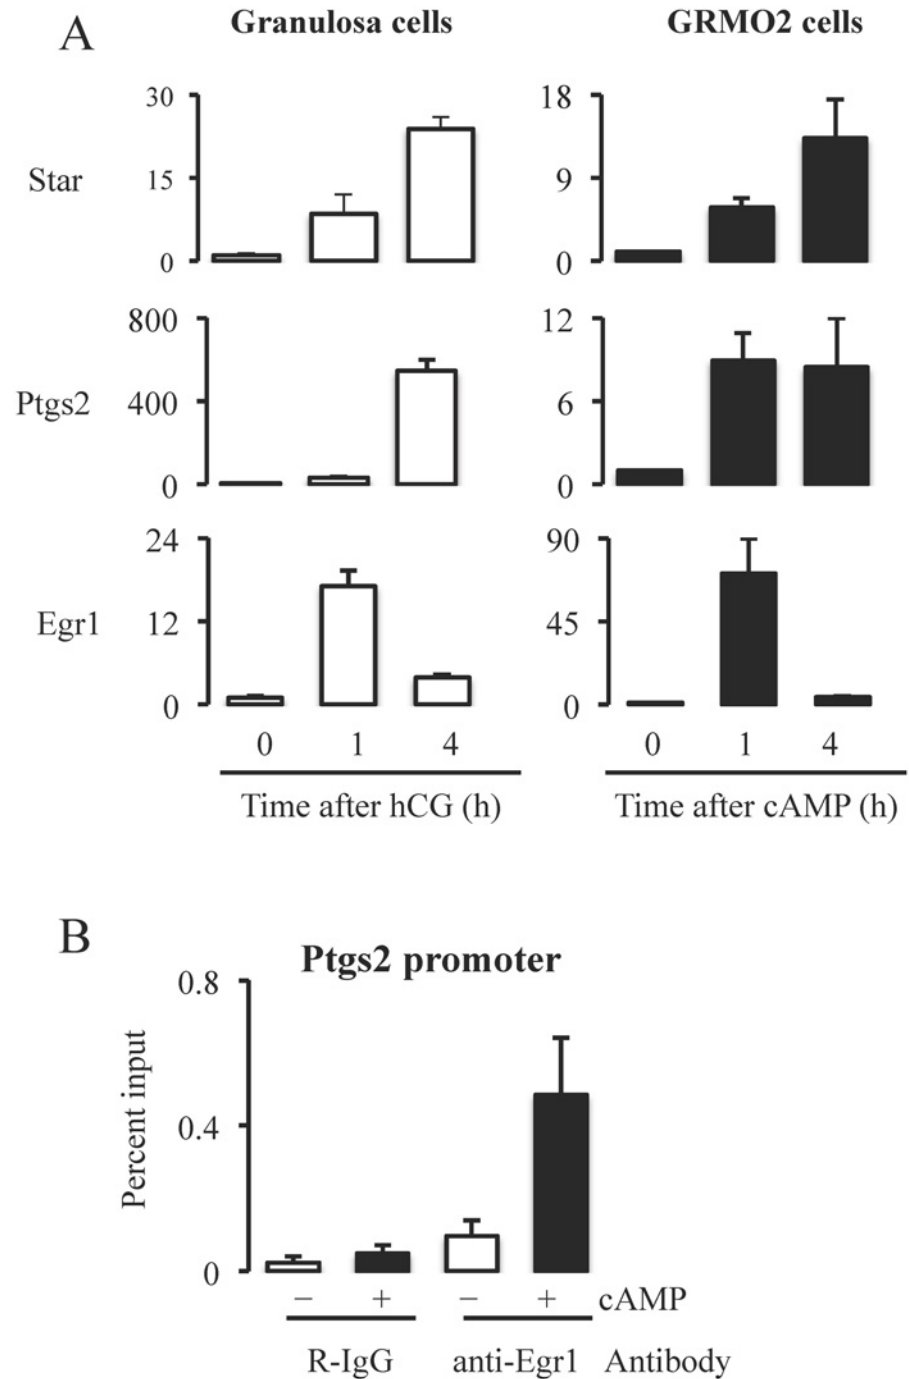 A
Granulosa cells GRMO2 cells
Star 30 15 0 18 9 0
Ptgs2 800 400 0 12 6 0
Egr1 24 12 0 90 45 0
0 1 4 0 1 4
Time after hCG (h) Time after cAMP (h)
B
Ptgs2 promoter
Percent input
0.8
0.4
0
− + − + cAMP
R-IgG anti-Egr1 Antibody